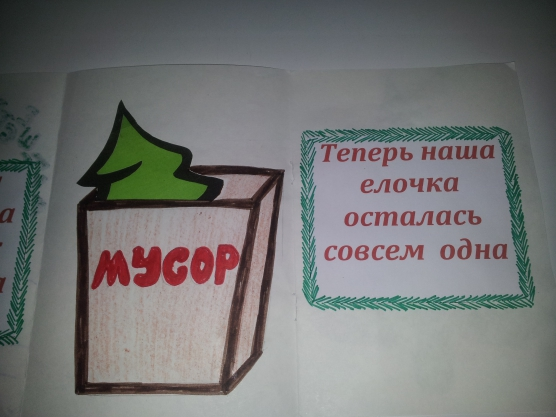 МУСОР
Теперь наша
елочка
осталась
совсем одна